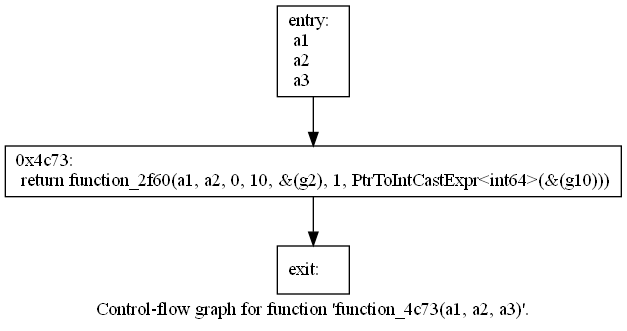 entry:
a1
a2
a3
0x4c73:
return function_2f60(a1, a2, 0, 10, &(g2), 1, PtrToIntCastExpr<int64>(&(g10)))
exit:
Control-flow graph for function 'function_4c73(a1, a2, a3)'.